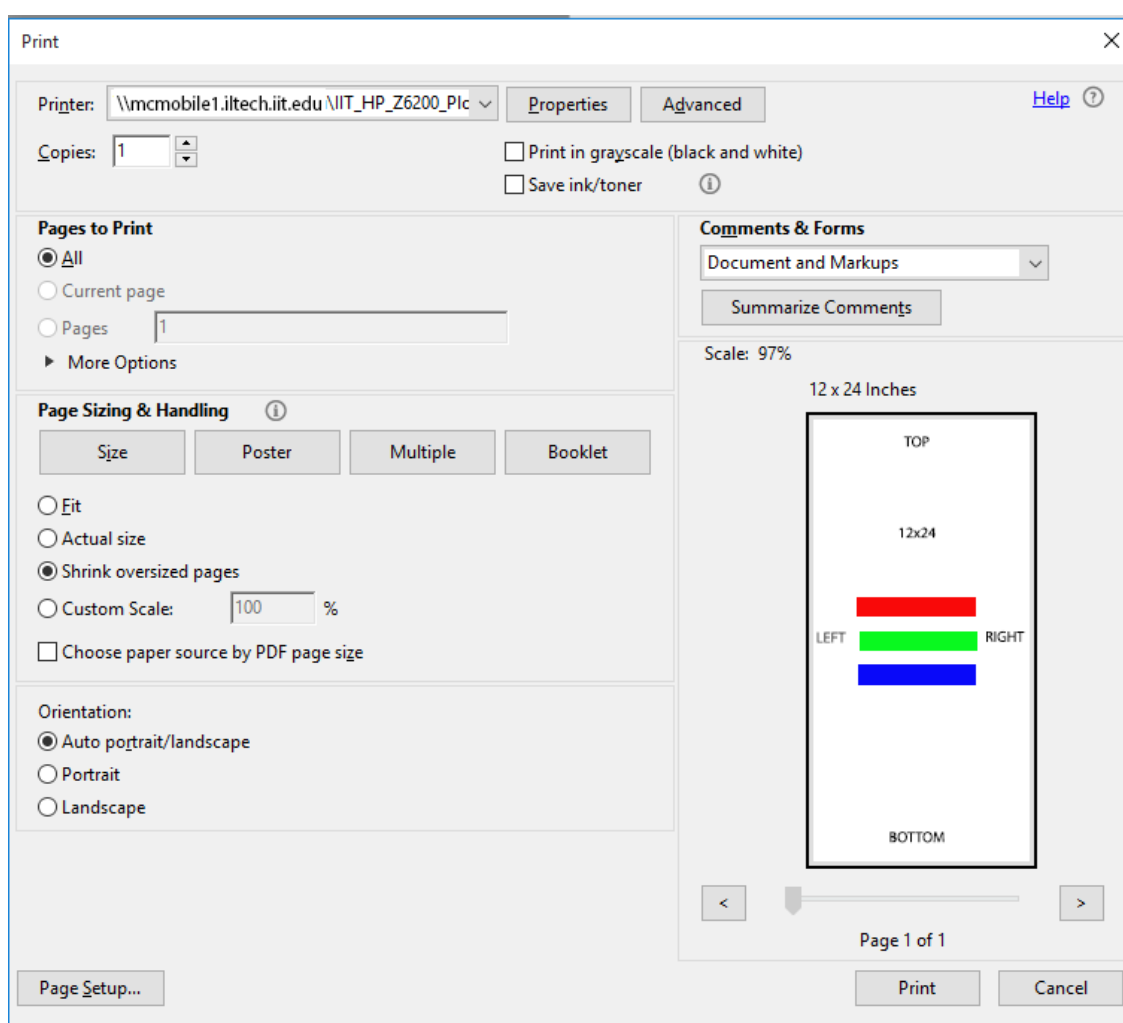 Print
Printer: \\mcmobile1.iltech.iit.edu \IIT_HP_Z6200_Plc Properties Advanced Help ?
Copies: 1 Print in grayscale (black and white)
Save ink/toner
Pages to Print
All
Current page
Pages 1
More Options
Comments & Forms
Document and Markups
Summarize Comments
Page Sizing & Handling
Size Poster Multiple Booklet
Fit
Actual size
Shrink oversized pages
Custom Scale: 100 %
Choose paper source by PDF page size
Orientation:
Auto portrait/landscape
Portrait
Landscape
Scale: 97%
12 x 24 Inches
TOP
12x24
LEFT RIGHT
BOTTOM
< >
Page 1 of 1
Page Setup... Print Cancel